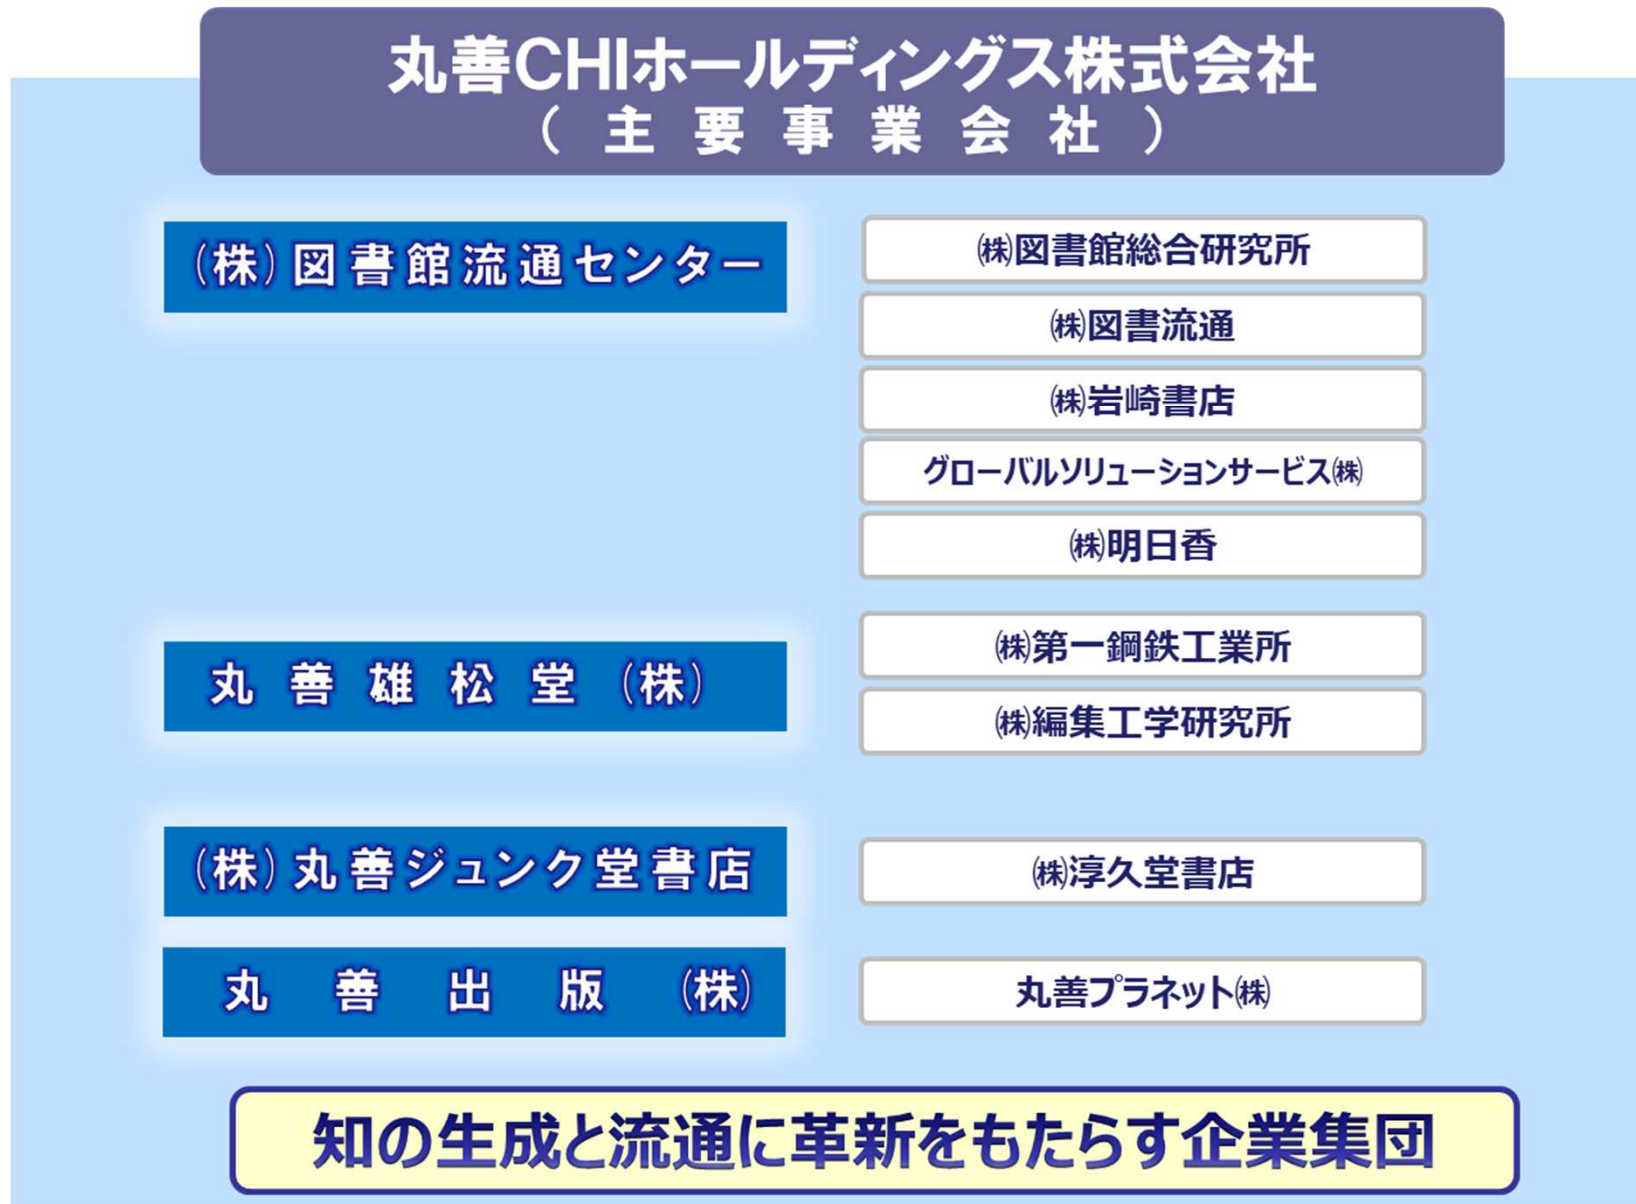 丸善CHIホールディングス株式会社
（主要事業会社）
（株）図書館流通センター
㈱図書館総合研究所
㈱図書流通
㈱岩崎書店
グローバルソリューションサービス㈱
㈱明日香
丸善雄松堂（株）
㈱第一鋼鉄工業所
㈱編集工学研究所
（株）丸善ジュンク堂書店
㈱淳久堂書店
丸善出版（株）
丸善プラネット㈱
知の生成と流通に革新をもたらす企業集団